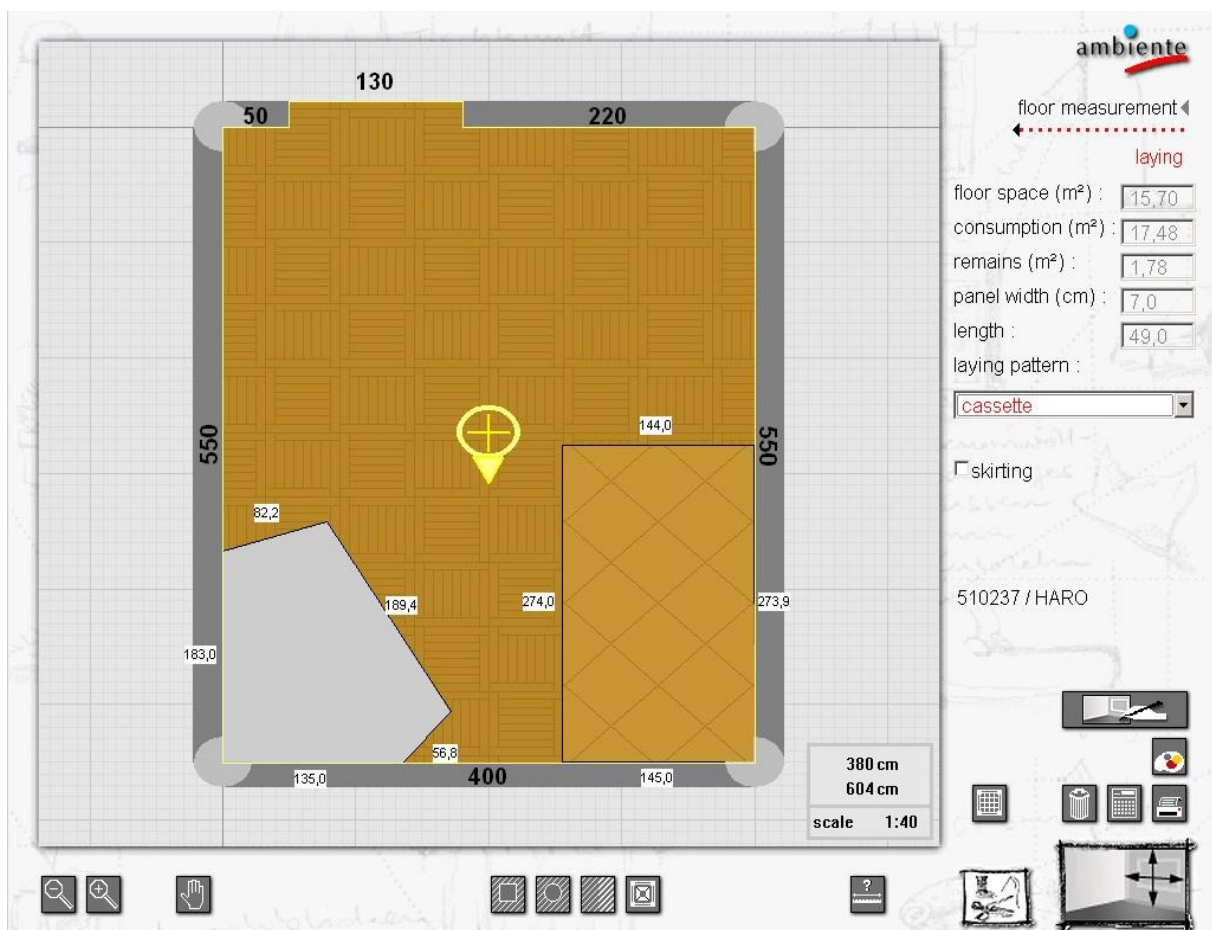 ambiente
floor measurement
laying
floor space (m²) : 15,70
consumption (m²) : 17,48
remains (m²) : 1,78
panel width (cm) : 7,0
length : 49,0
laying pattern :
cassette
skirting
510237 / HARO
130
50
220
550
550
144,0
82,2
189,4
274,0
273,9
183,0
56,8
135,0
400
145,0
380 cm
604 cm
scale 1:40
?